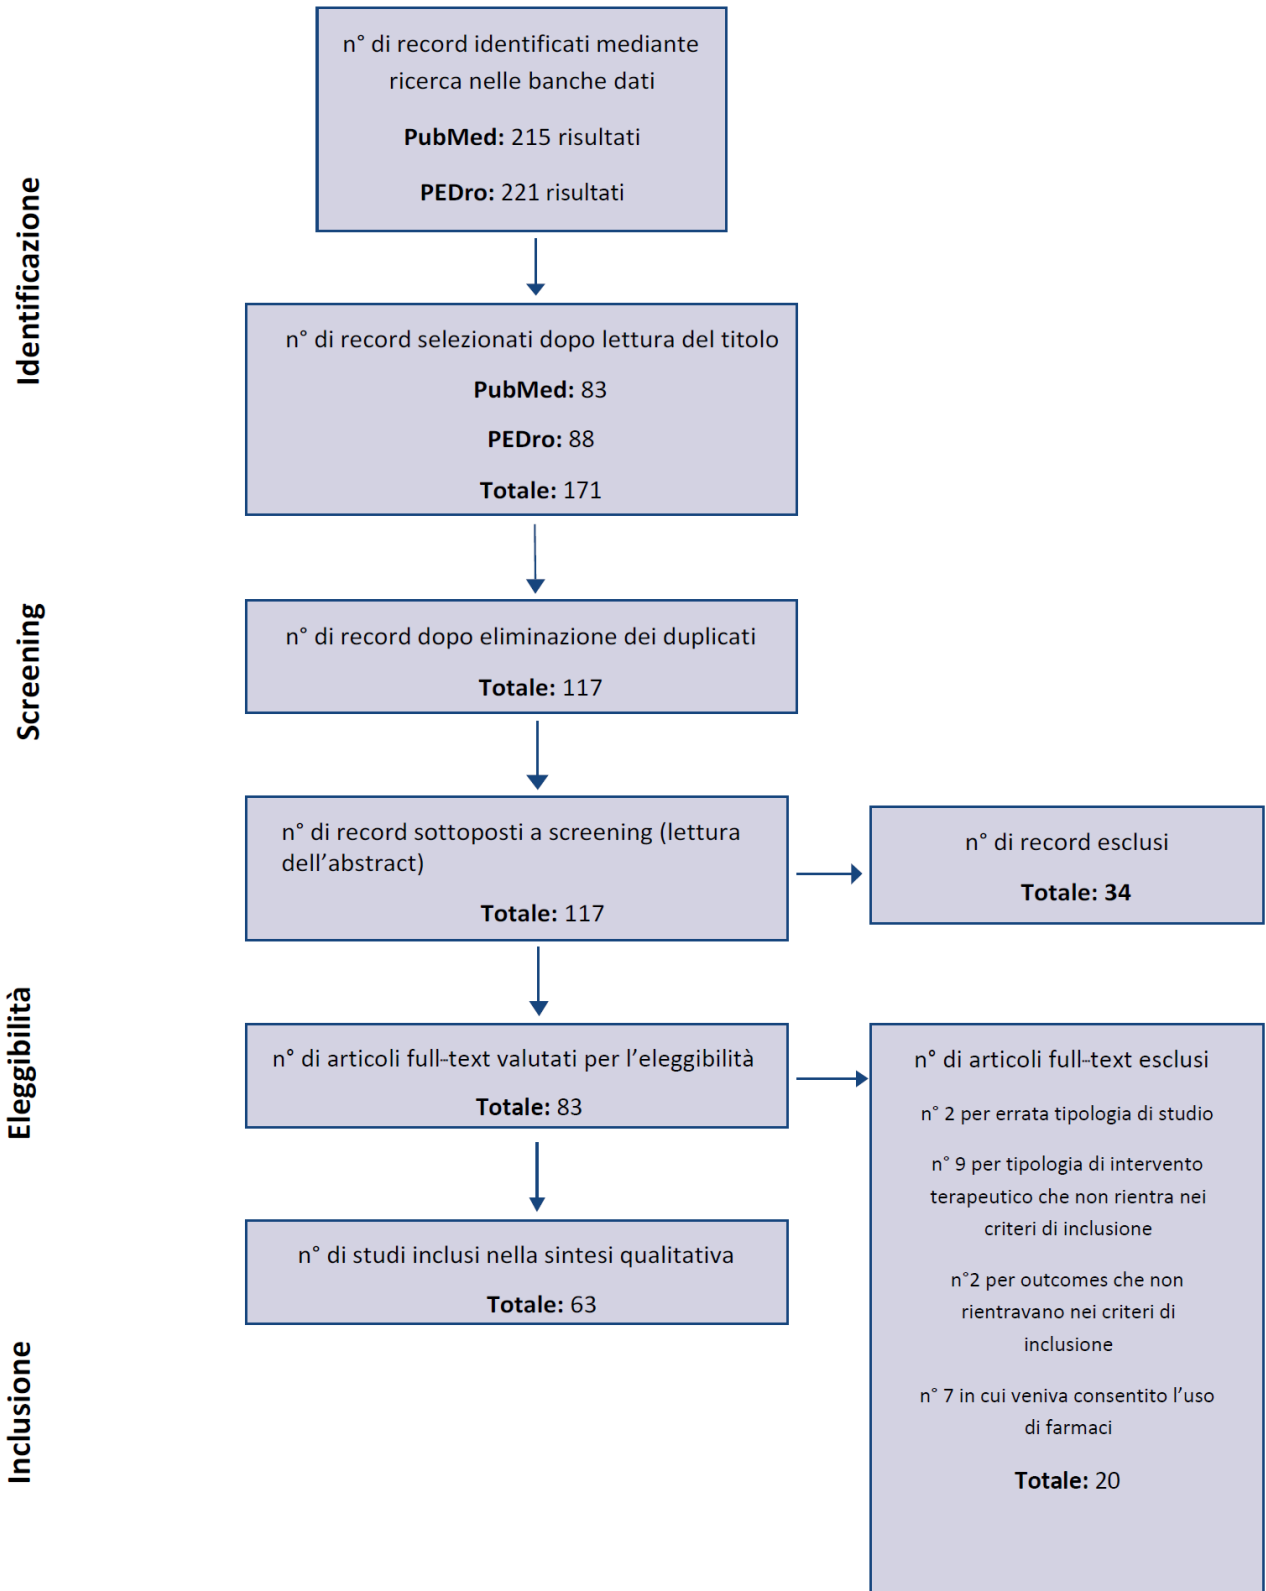 n° di record identificati mediante
ricerca nelle banche dati
PubMed: 215 risultati
PEDro: 221 risultati
Identificazione
n° di record selezionati dopo lettura del titolo
PubMed: 83
PEDro: 88
Totale: 171
Screening
n° di record dopo eliminazione dei duplicati
Totale: 117
n° di record sottoposti a screening (lettura
dell’abstract)
Totale: 117
n° di record esclusi
Totale: 34
Eleggibilità
n° di articoli full-text valutati per l’eleggibilità
Totale: 83
n° di articoli full-text esclusi
n° 2 per errata tipologia di studio
n° 9 per tipologia di intervento
terapeutico che non rientra nei
criteri di inclusione
n°2 per outcomes che non
rientravano nei criteri di
inclusione
n° 7 in cui veniva consentito l’uso
di farmaci
Totale: 20
Inclusione
n° di studi inclusi nella sintesi qualitativa
Totale: 63